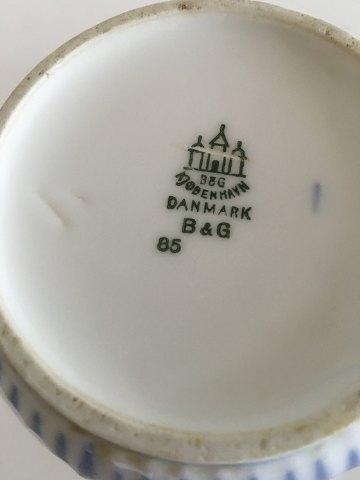 B&G
KJØBENHAVN
DANMARK
B & G
85